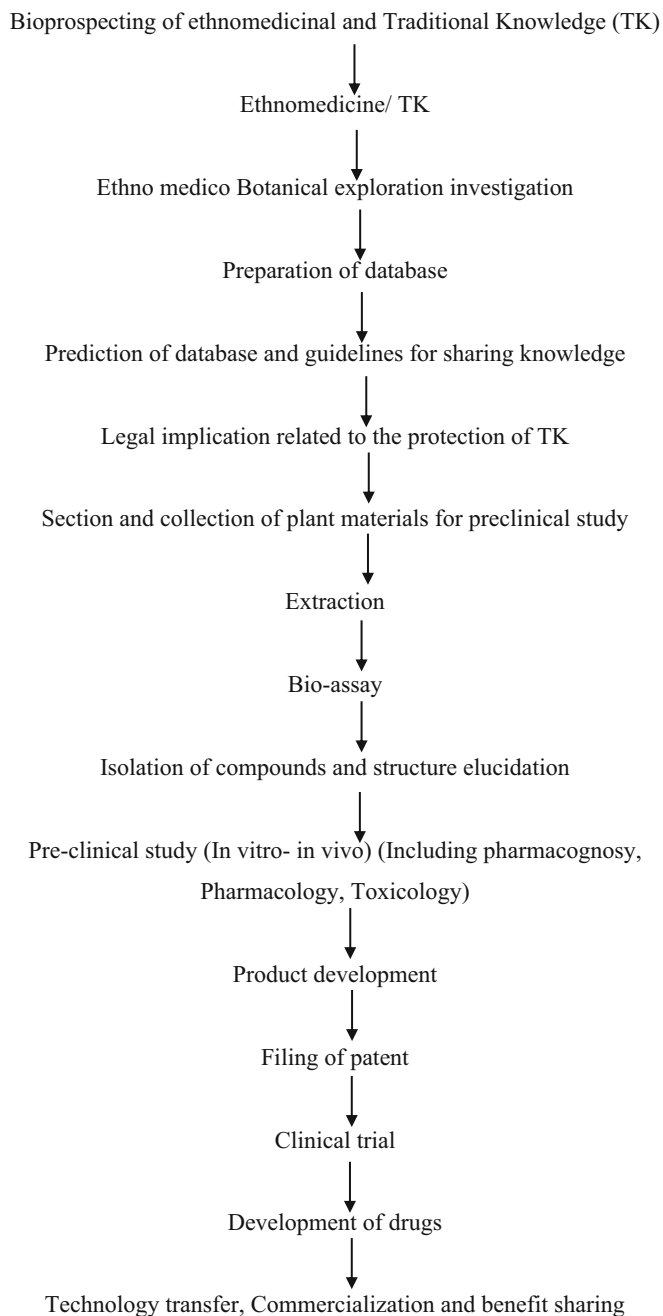 Bioprospecting of ethnomedicinal and Traditional Knowledge (TK)
Ethnomedicine/ TK
Ethno medico Botanical exploration investigation
Preparation of database
Prediction of database and guidelines for sharing knowledge
Legal implication related to the protection of TK
Section and collection of plant materials for preclinical study
Extraction
Bio-assay
Isolation of compounds and structure elucidation
Pre-clinical study (In vitro- in vivo) (Including pharmacognosy,
Pharmacology, Toxicology)
Product development
Filing of patent
Clinical trial
Development of drugs
Technology transfer, Commercialization and benefit sharing